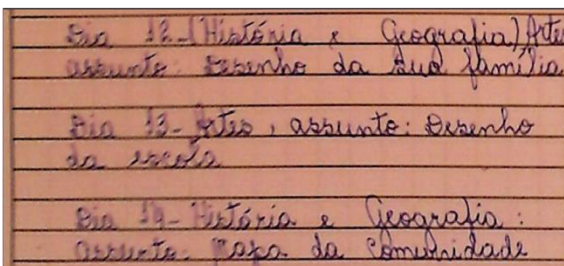 Dia 12-(História e Geografia) Artes
assunto: Desenho da sua família
Dia 13- Artes, assunto: Desenho
da escola
Dia 14- História e Geografia:
assunto: Mapa da comunidade